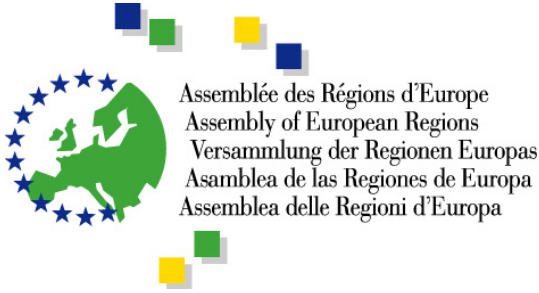 Assemblée des Régions d'Europe
Assembly of European Regions
Versammlung der Regionen Europas
Asamblea de las Regiones de Europa
Assemblea delle Regioni d'Europa